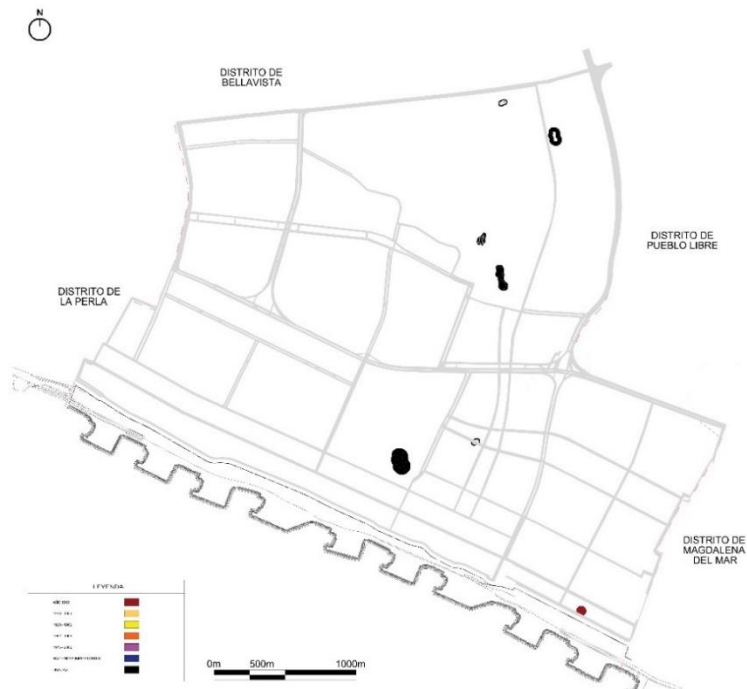 N
DISTRITO DE
BELLAVISTA
DISTRITO DE
PUEBLO LIBRE
DISTRITO DE
LA PERLA
DISTRITO DE
MAGDALENA
DEL MAR
LEYENDA
0m 500m 1000m